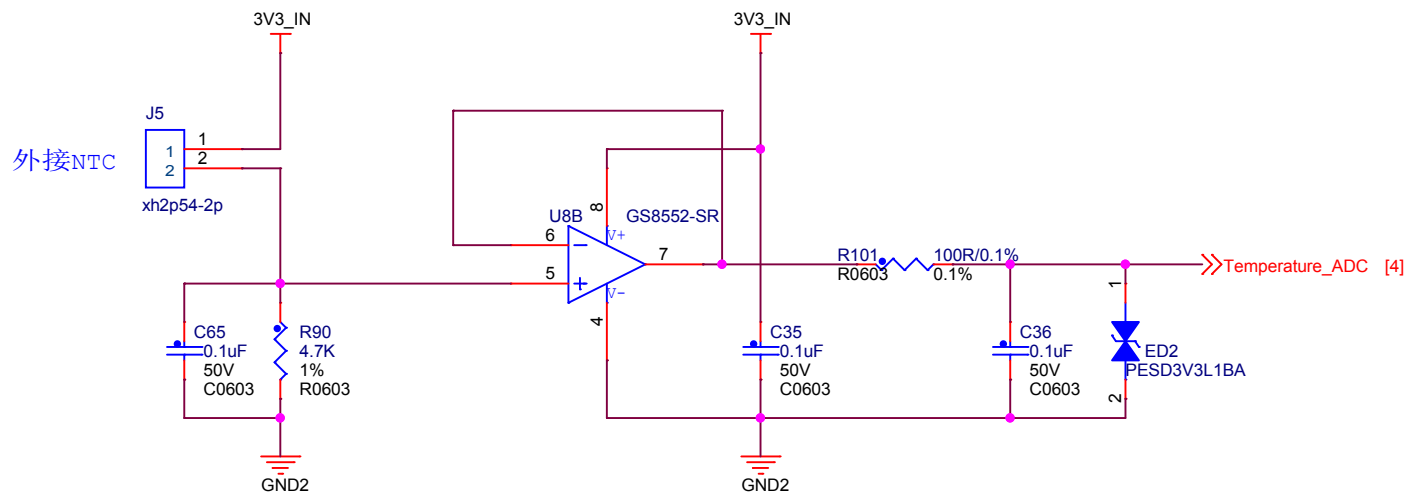 3V3_IN
3V3_IN
J5
1
1
2
2
外接NTC
xh2p54-2p
8
U8B
GS8552-SR
V+
6
7
5
V-
4
R101
100R/0.1%
R0603
0.1%
Temperature_ADC [4]
1
C65
0.1uF
50V
C0603
R90
4.7K
1%
R0603
C35
0.1uF
50V
C0603
C36
0.1uF
50V
C0603
ED2
PESD3V3L1BA
2
GND2
GND2